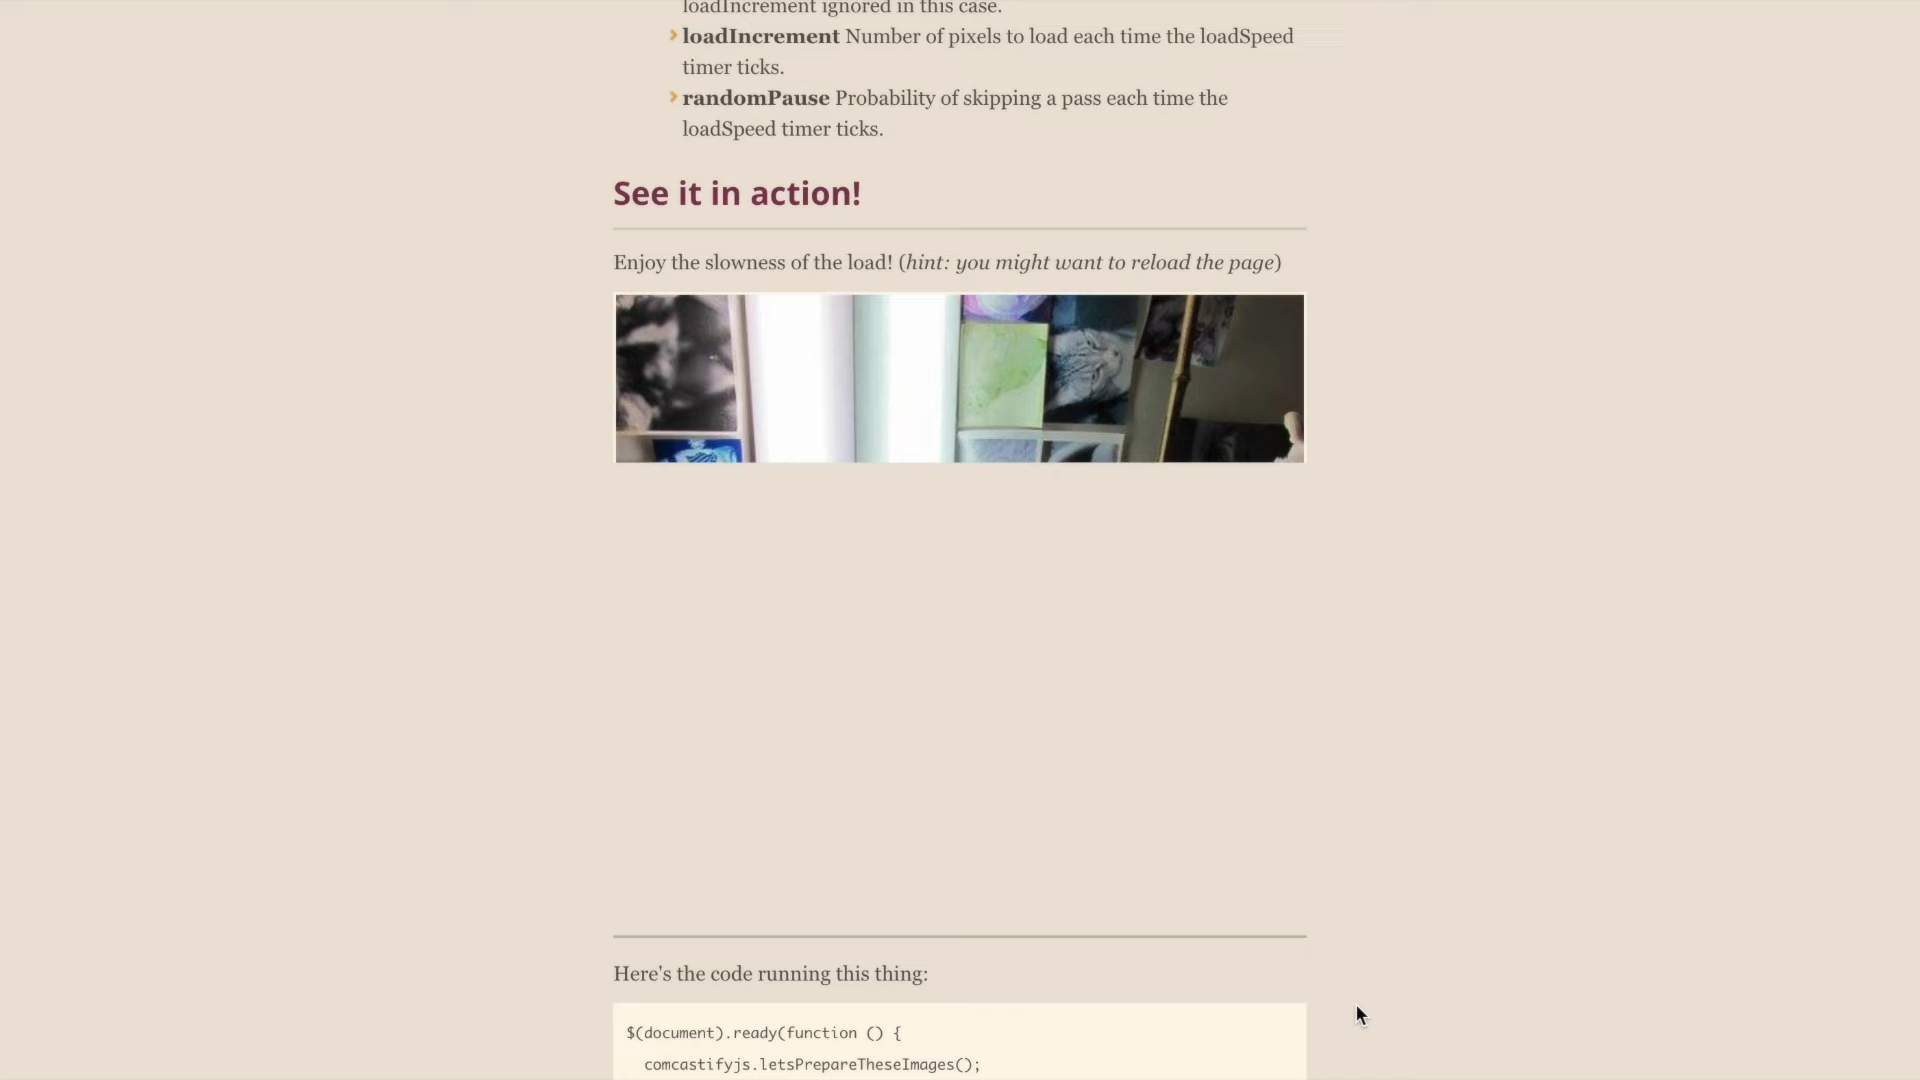 loadIncrement ignored in this case.
loadIncrement Number of pixels to load each time the loadSpeed
timer ticks.
randomPause Probability of skipping a pass each time the
loadSpeed timer ticks.
See it in action!
Enjoy the slowness of the load! (hint: you might want to reload the page)
Here's the code running this thing:
$(document).ready(function () {
comcastifyjs.letsPrepareTheseImages();